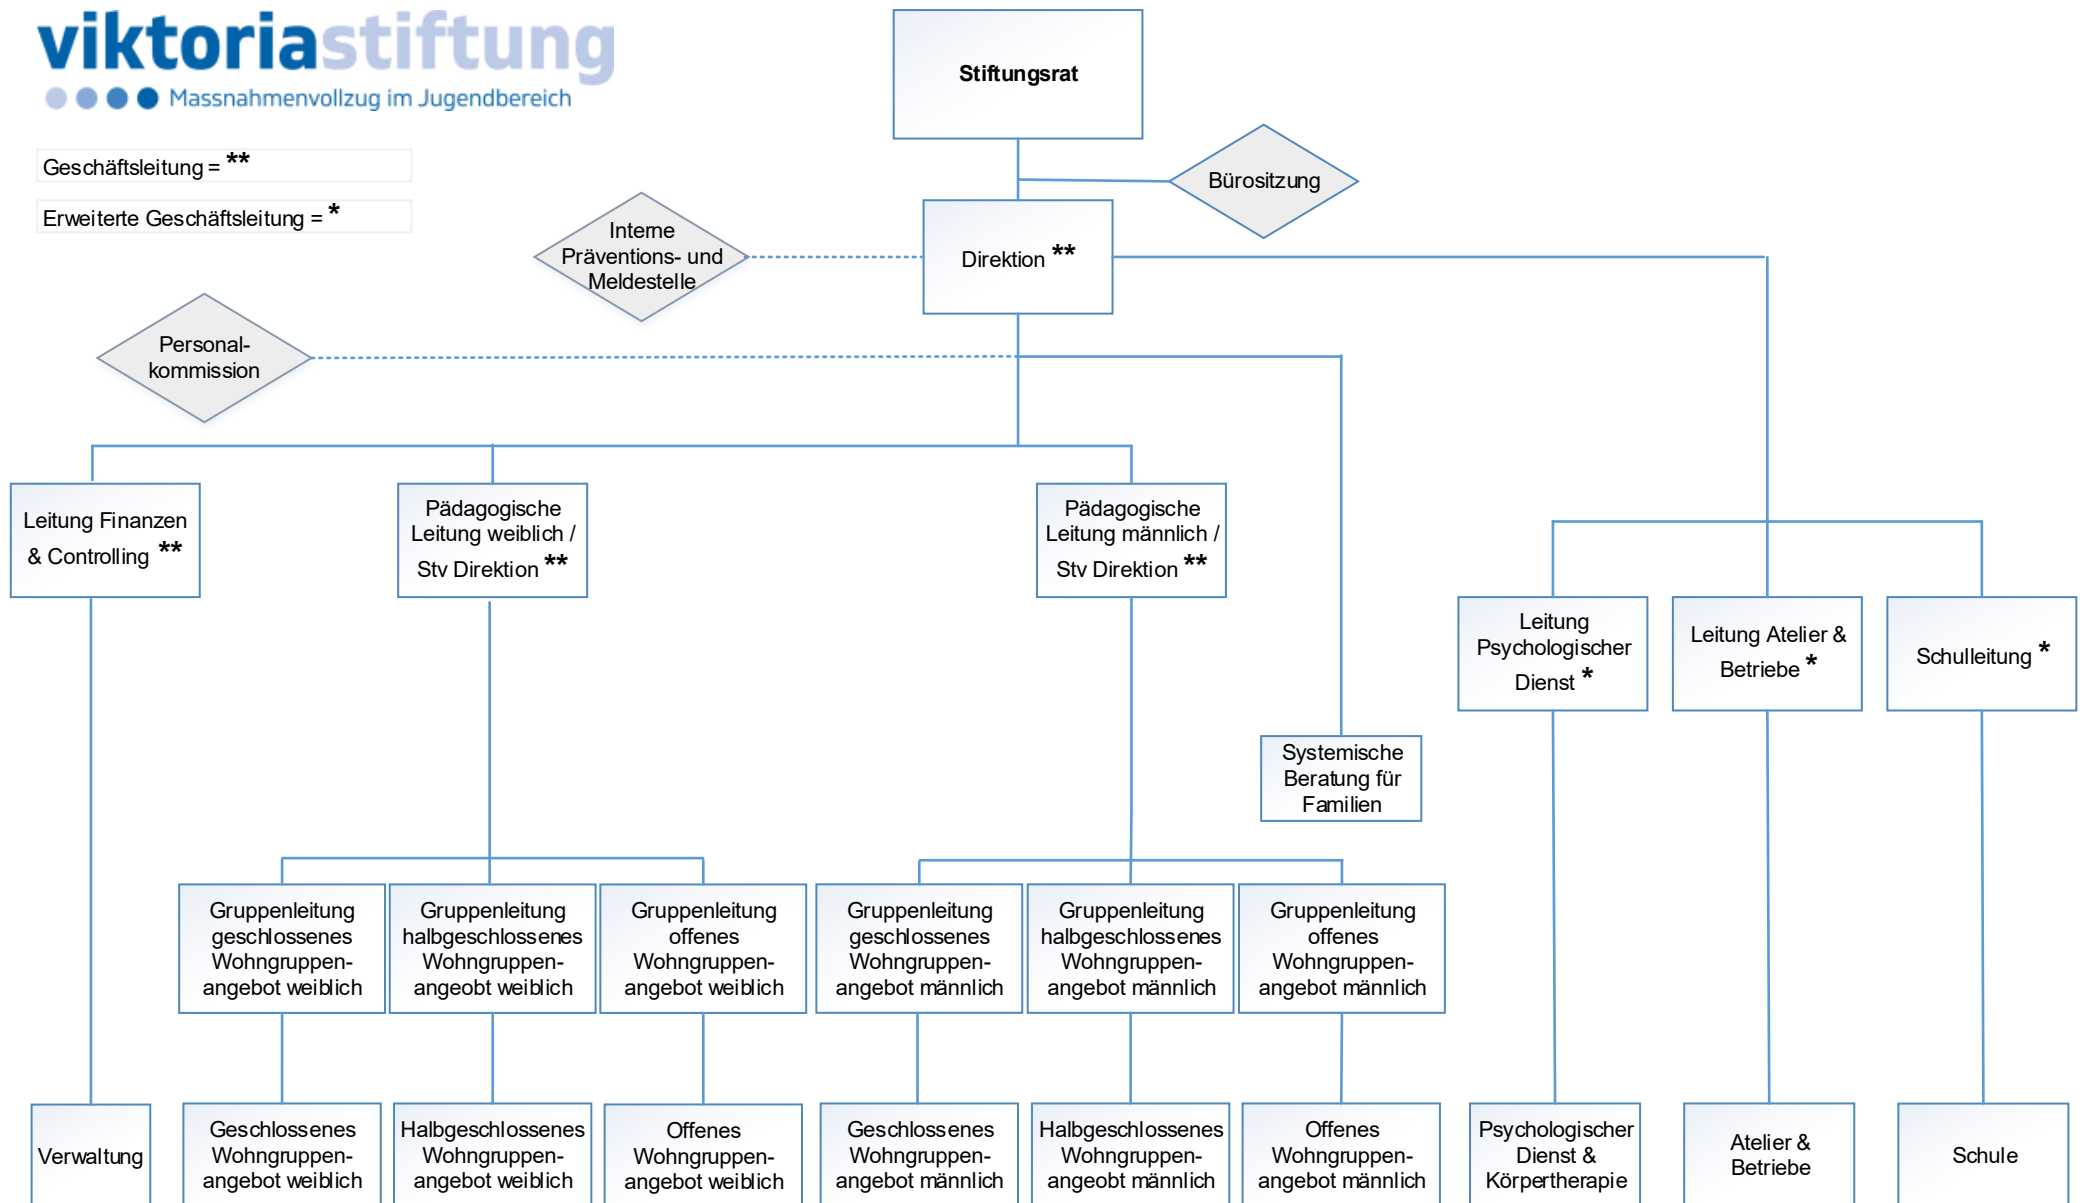 viktoriastiftung
Massnahmenvollzug im Jugendbereich
Geschäftsleitung = **
Erweiterte Geschäftsleitung = *
Stiftungsrat
Bürositzung
Interne
Präventions- und
Meldestelle
Direktion **
Personal-
kommission
Leitung Finanzen
& Controlling **
Pädagogische
Leitung weiblich /
Stv Direktion **
Pädagogische
Leitung männlich /
Stv Direktion **
Leitung
Psychologischer
Dienst *
Leitung Atelier &
Betriebe *
Schulleitung *
Systemische
Beratung für
Familien
Gruppenleitung
geschlossenes
Wohngruppen-
angebot weiblich
Gruppenleitung
halbgeschlossenes
Wohngruppen-
angeobt weiblich
Gruppenleitung
offenes
Wohngruppen-
angebot weiblich
Gruppenleitung
geschlossenes
Wohngruppen-
angebot männlich
Gruppenleitung
halbgeschlossenes
Wohngruppen-
angebot männlich
Gruppenleitung
offenes
Wohngruppen-
angebot männlich
Verwaltung
Geschlossenes
Wohngruppen-
angebot weiblich
Halbgeschlossenes
Wohngruppen-
angebot weiblich
Offenes
Wohngruppen-
angebot weiblich
Geschlossenes
Wohngruppen-
angebot männlich
Halbgeschlossenes
Wohngruppen-
angeobt männlich
Offenes
Wohngruppen-
angebot männlich
Psychologischer
Dienst &
Körpertherapie
Atelier &
Betriebe
Schule